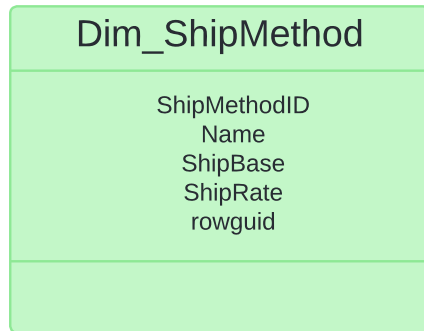 Dim_ShipMethod
ShipMethodID
Name
ShipBase
ShipRate
rowguid